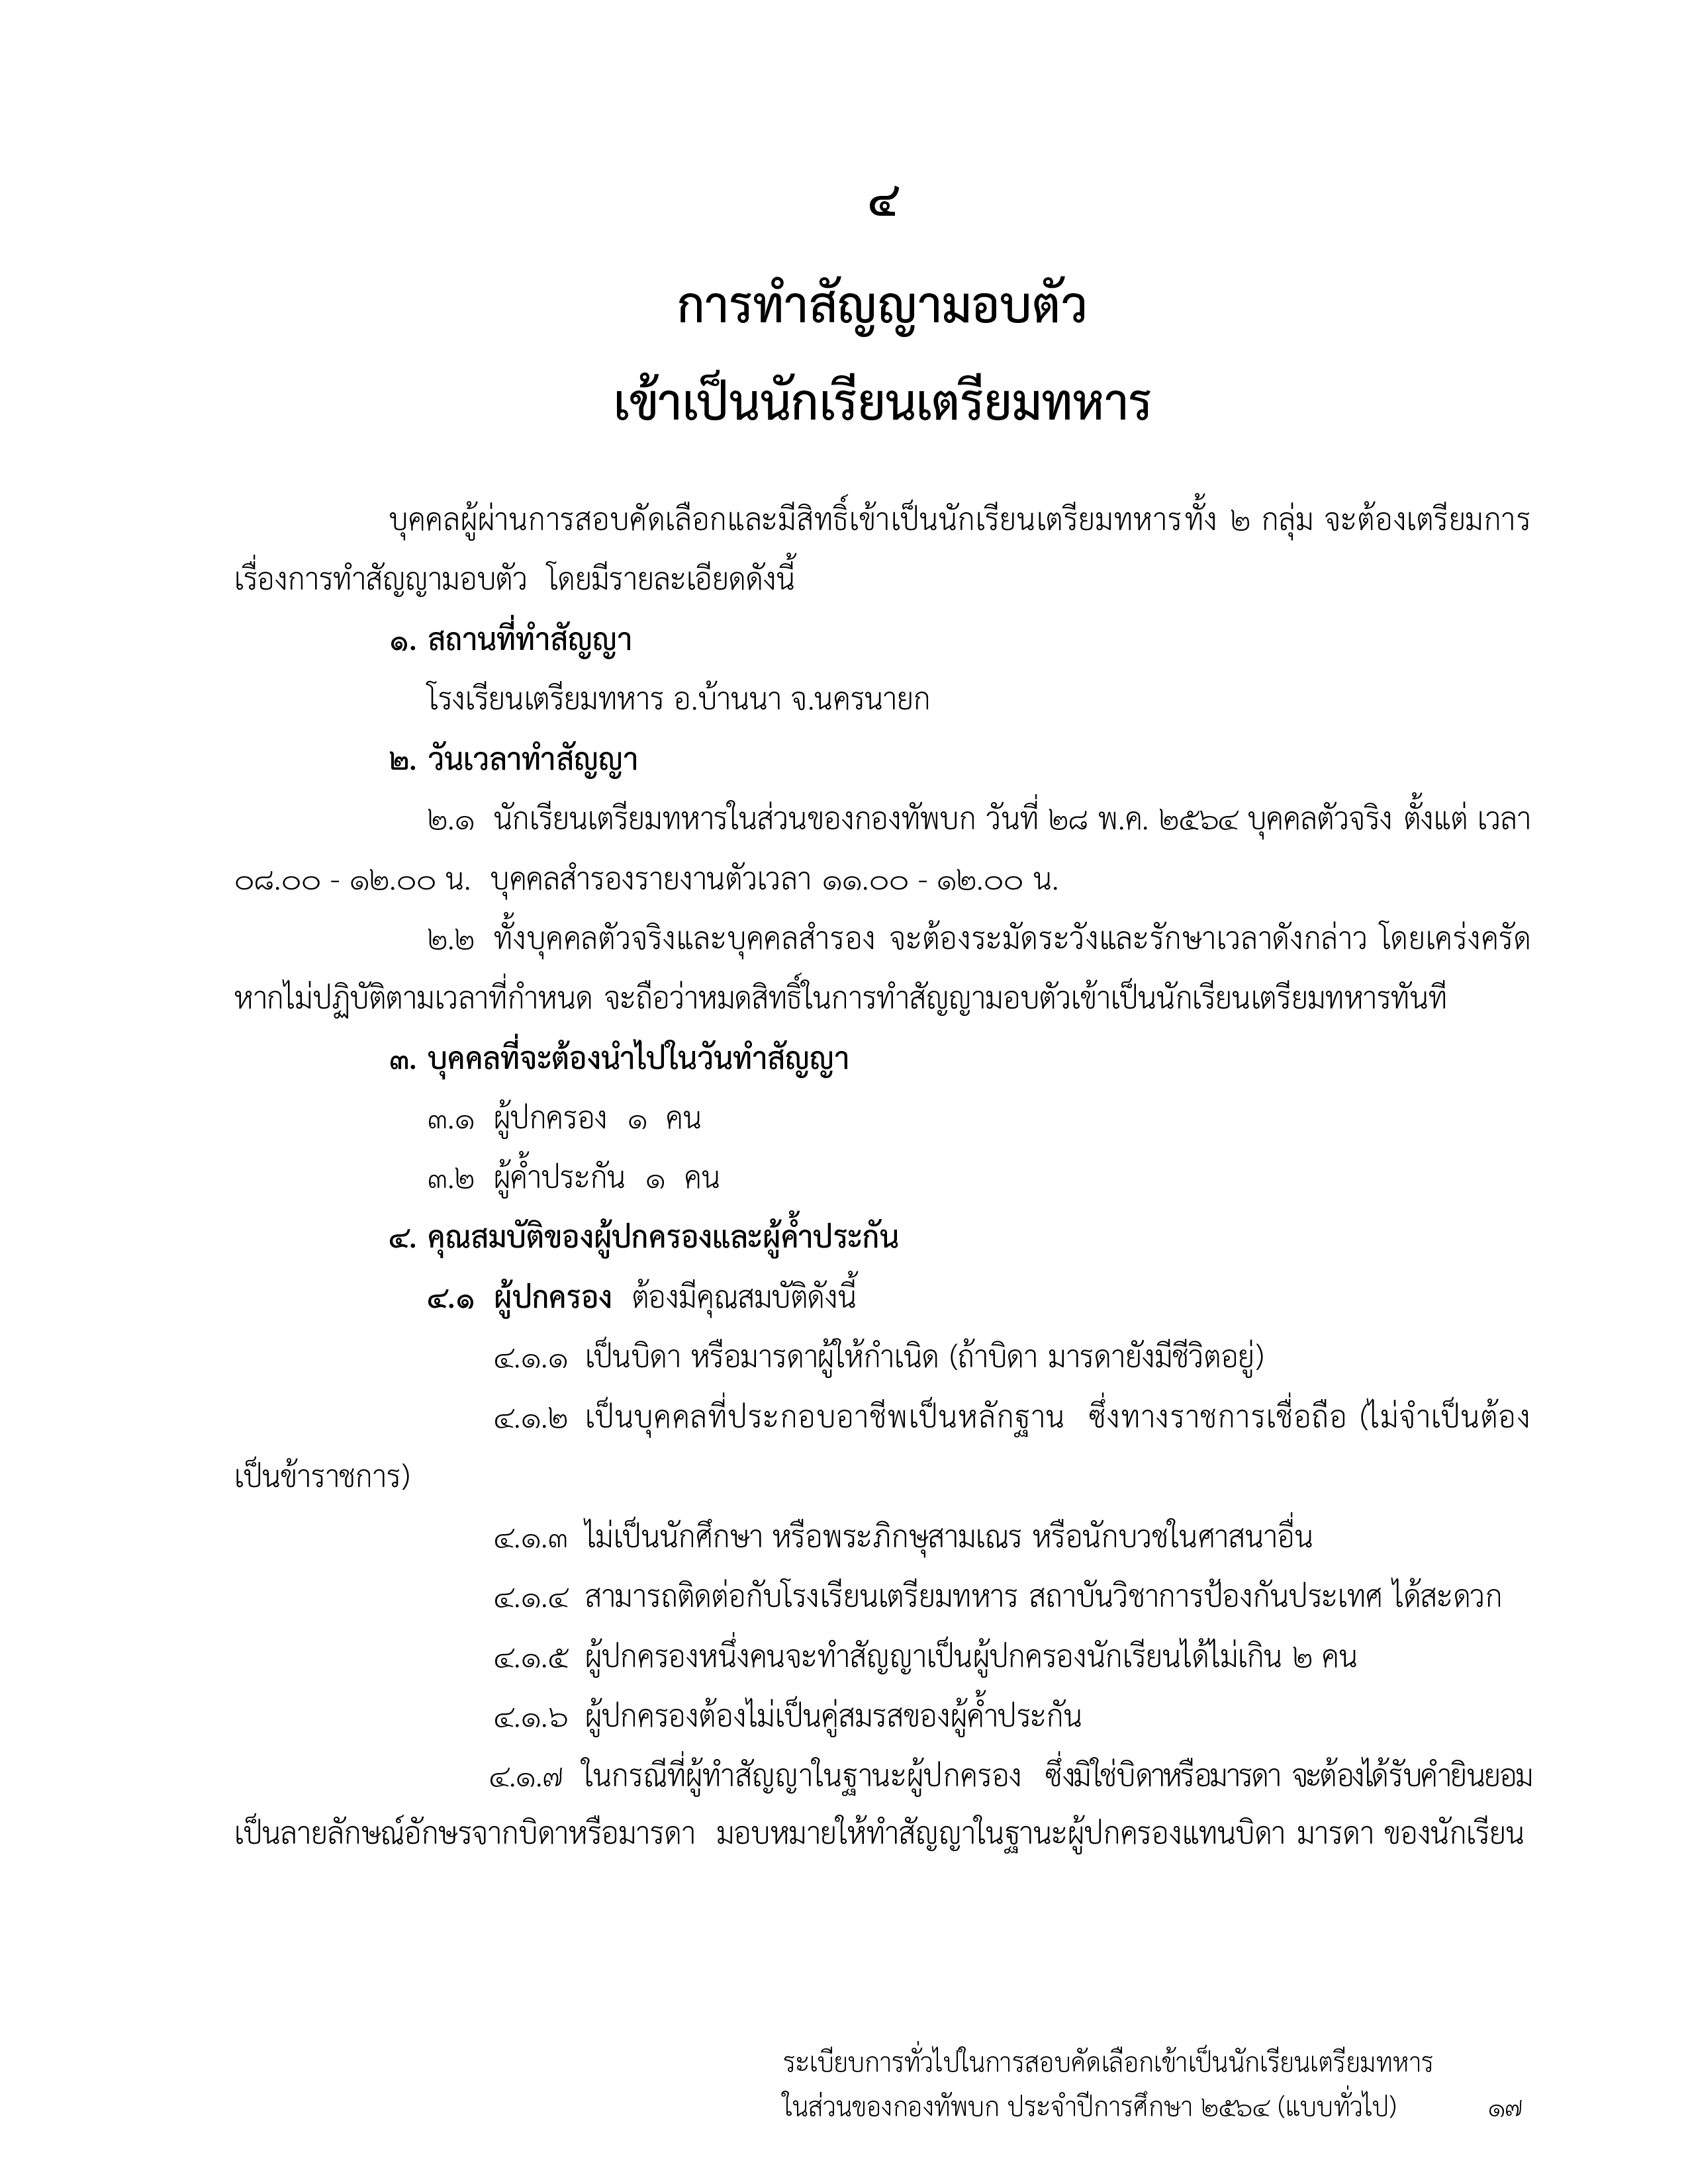 ๔
การทำสัญญามอบตัว
เข้าเป็นนักเรียนเตรียมทหาร
บุคคลผู้ผ่านการสอบคัดเลือกและมีสิทธิ์เข้าเป็นนักเรียนเตรียมทหารทั้ง ๒ กลุ่ม จะต้องเตรียมการ
เรื่องการทำสัญญามอบตัว โดยมีรายละเอียดดังนี้
๑. สถานที่ทำสัญญา
โรงเรียนเตรียมทหาร อ.บ้านนา จ.นครนายก
๒. วันเวลาทำสัญญา
๒.๑ นักเรียนเตรียมทหารในส่วนของกองทัพบก วันที่ ๒๘ พ.ค. ๒๕๖๔ บุคคลตัวจริง ตั้งแต่ เวลา
๐๘.๐๐ - ๑๒.๐๐ น. บุคคลสำรองรายงานตัวเวลา ๑๑.๐๐ - ๑๒.๐๐ น.
๒.๒ ทั้งบุคคลตัวจริงและบุคคลสำรอง จะต้องระมัดระวังและรักษาเวลาดังกล่าว โดยเคร่งครัด
หากไม่ปฏิบัติตามเวลาที่กำหนด จะถือว่าหมดสิทธิ์ในการทำสัญญามอบตัวเข้าเป็นนักเรียนเตรียมทหารทันที
๓. บุคคลที่จะต้องนำไปในวันทำสัญญา
๓.๑ ผู้ปกครอง ๑ คน
๓.๒ ผู้ค้ำประกัน ๑ คน
๔. คุณสมบัติของผู้ปกครองและผู้ค้ำประกัน
๔.๑ ผู้ปกครอง ต้องมีคุณสมบัติดังนี้
๔.๑.๑ เป็นบิดา หรือมารดาผู้ให้กำเนิด (ถ้าบิดา มารดายังมีชีวิตอยู่)
๔.๑.๒ เป็นบุคคลที่ประกอบอาชีพเป็นหลักฐาน ซึ่งทางราชการเชื่อถือ (ไม่จำเป็นต้อง
เป็นข้าราชการ)
๔.๑.๓ ไม่เป็นนักศึกษา หรือพระภิกษุสามเณร หรือนักบวชในศาสนาอื่น
๔.๑.๔ สามารถติดต่อกับโรงเรียนเตรียมทหาร สถาบันวิชาการป้องกันประเทศ ได้สะดวก
๔.๑.๕ ผู้ปกครองหนึ่งคนจะทำสัญญาเป็นผู้ปกครองนักเรียนได้ไม่เกิน ๒ คน
๔.๑.๖ ผู้ปกครองต้องไม่เป็นคู่สมรสของผู้ค้ำประกัน
๔.๑.๗ ในกรณีที่ผู้ทำสัญญาในฐานะผู้ปกครอง ซึ่งมิใช่บิดาหรือมารดา จะต้องได้รับคำยินยอม
เป็นลายลักษณ์อักษรจากบิดาหรือมารดา มอบหมายให้ทำสัญญาในฐานะผู้ปกครองแทนบิดา มารดา ของนักเรียน
ระเบียบการทั่วไปในการสอบคัดเลือกเข้าเป็นนักเรียนเตรียมทหาร
ในส่วนของกองทัพบก ประจำปีการศึกษา ๒๕๖๔ (แบบทั่วไป) ๑๗